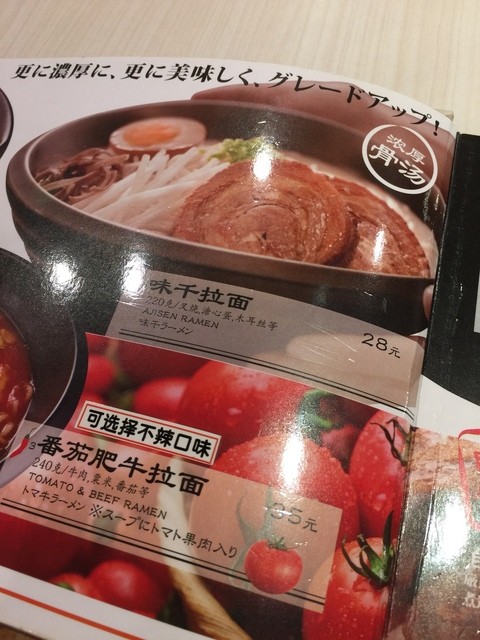 更に濃厚に、更に美味しく、グレードアップ!
浓厚
骨汤
味千拉面
220克/叉烧,溏心蛋,木耳丝等
AJISEN RAMEN
味千ラーメン
28元
可选择不辣口味
番茄肥牛拉面
240克/牛肉,粟米,番茄等
TOMATO & BEEF RAMEN
トマキラーメン ※スープにトマト果肉入り
5元